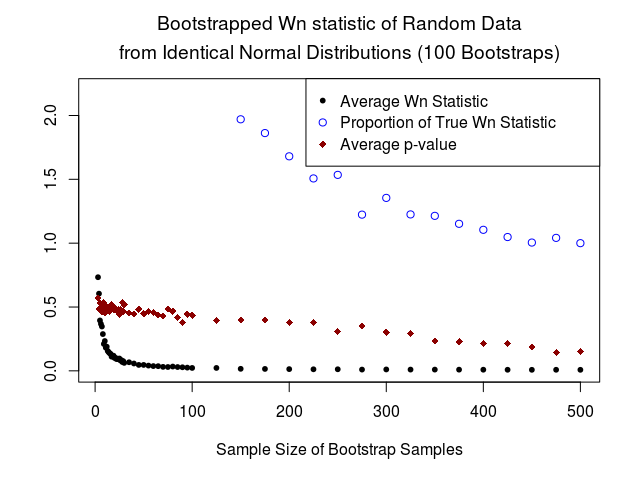 Bootstrapped Wn statistic of Random Data
from Identical Normal Distributions (100 Bootstraps)
Average Wn Statistic
Proportion of True Wn Statistic
Average p-value
2.0
1.5
1.0
0.5
0.0
0 100 200 300 400 500
Sample Size of Bootstrap Samples